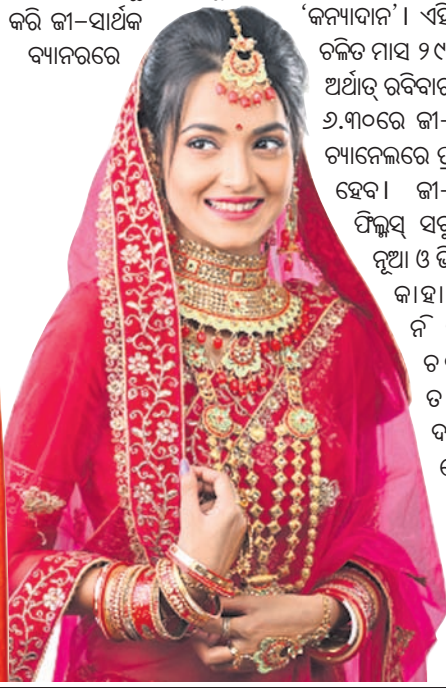 କରି ଜୀ-ସାର୍ଥକ
ବ୍ୟାନରରେ
‘କନ୍ୟାଦାନ’। ଏହି
ଚଳିତ ମାସ ୨୯
ଅର୍ଥାତ୍ ରବିବାର
୬.୩୦ରେ ଜୀ-
ଚ୍ୟାନେଲରେ
ହେବ। ଜୀ-
ଫିଲ୍ମସ୍ ସବୁ
ନୂଆ ଓ
କାହା
ନି
ଚ
ତ
ଦ